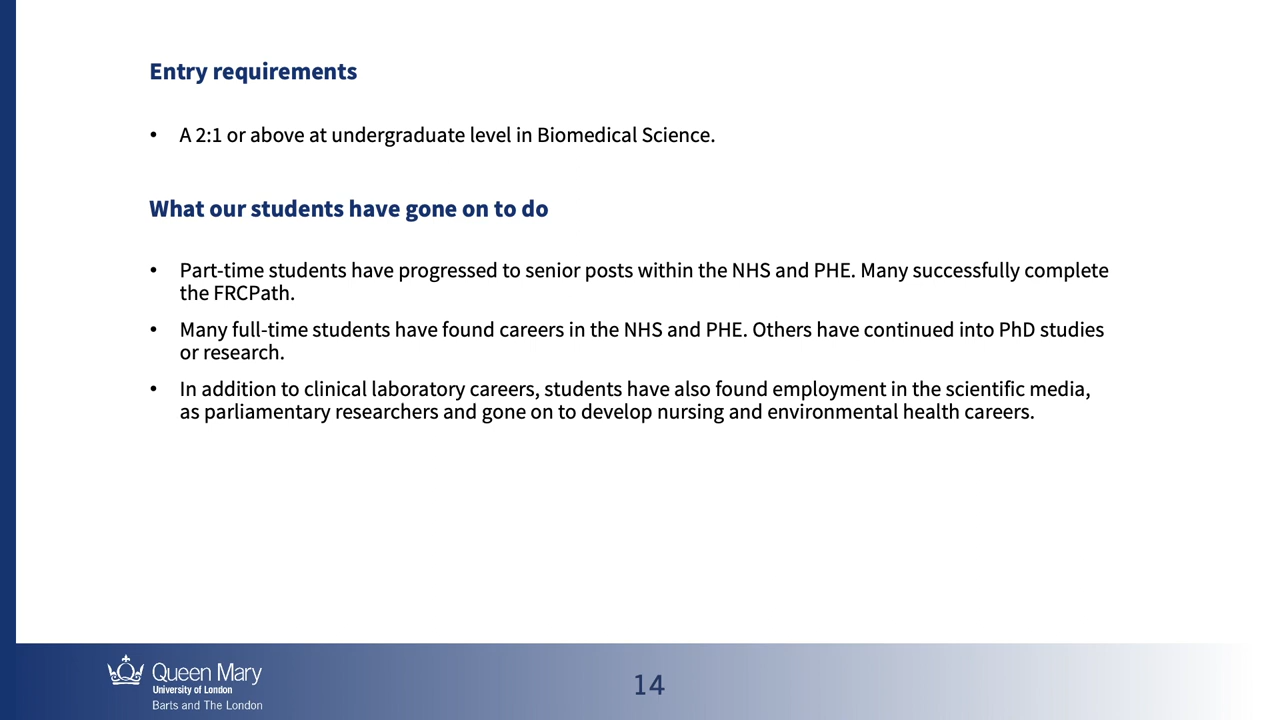 Entry requirements
• A 2:1 or above at undergraduate level in Biomedical Science.
What our students have gone on to do
• Part-time students have progressed to senior posts within the NHS and PHE. Many successfully complete
the FRCPath.
• Many full-time students have found careers in the NHS and PHE. Others have continued into PhD studies
or research.
• In addition to clinical laboratory careers, students have also found employment in the scientific media,
as parliamentary researchers and gone on to develop nursing and environmental health careers.
Queen Mary
University of London
Barts and The London
14